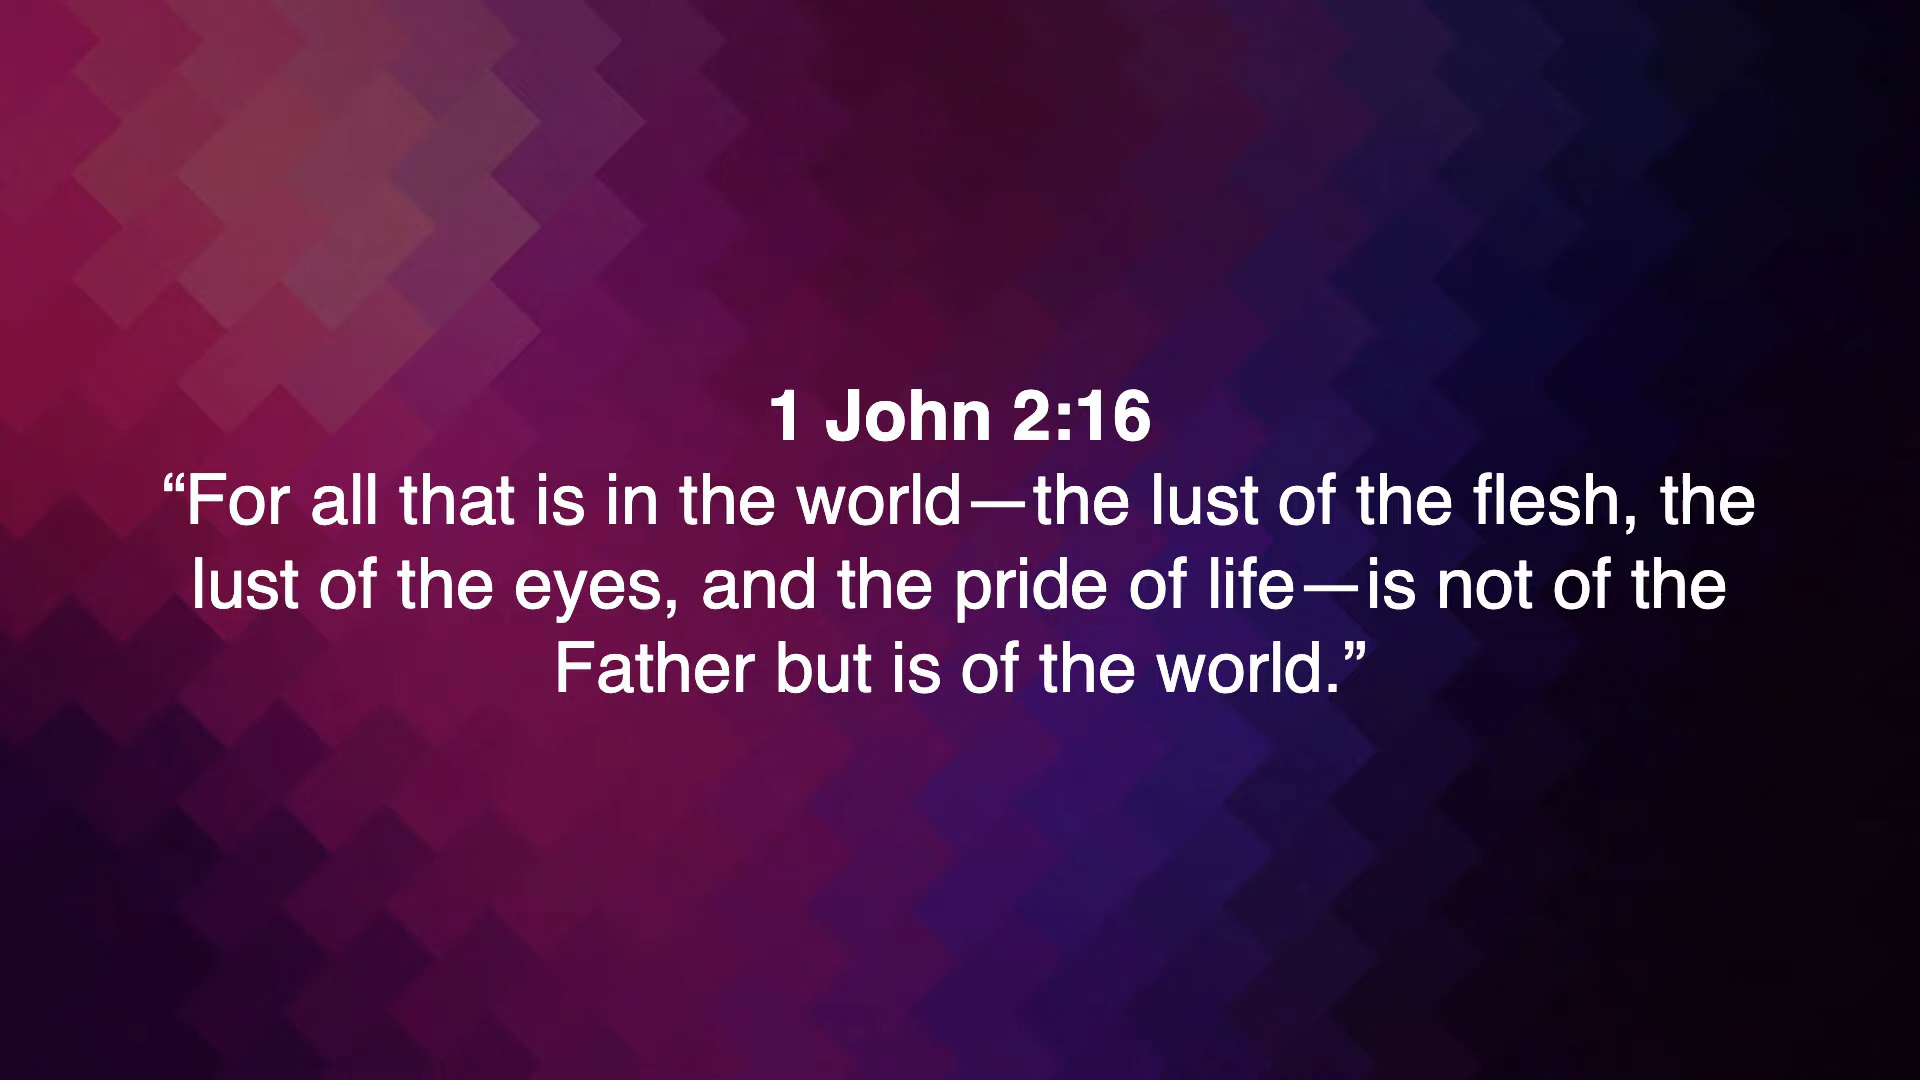 1 John 2:16
“For all that is in the world—the lust of the flesh, the
lust of the eyes, and the pride of life—is not of the
Father but is of the world.”